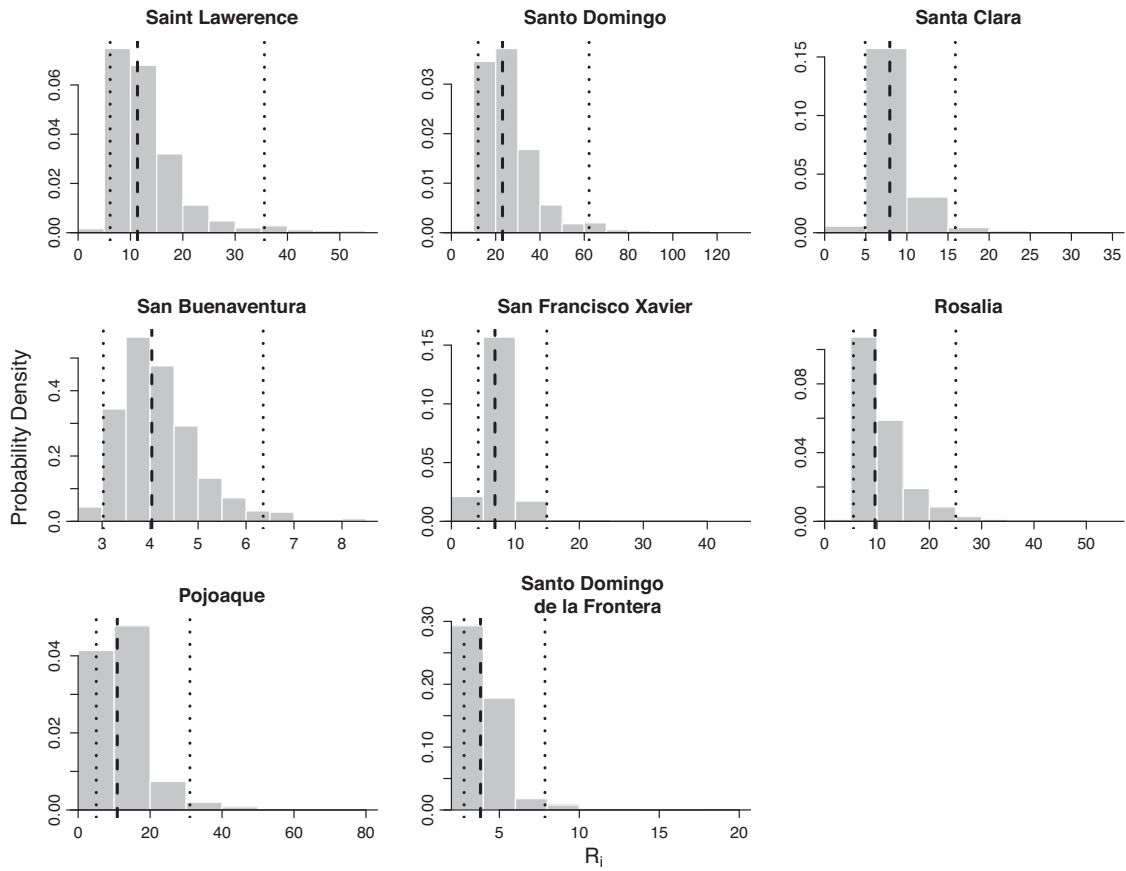 Saint Lawerence
Santo Domingo
Santa Clara
0.00 0.02 0.04 0.06
0 10 20 30 40 50
0.00 0.01 0.02 0.03
0 20 40 60 80 100 120
0.00 0.05 0.10 0.15
0 5 10 15 20 25 30 35
San Buenaventura
San Francisco Xavier
Rosalia
Probability Density
0.0 0.2 0.4
3 4 5 6 7 8
0.00 0.05 0.10 0.15
0 10 20 30 40
0.00 0.04 0.08
0 10 20 30 40 50
Pojoaque
Santo Domingo
de la Frontera
0.00 0.02 0.04
0 20 40 60 80
0.00 0.10 0.20 0.30
5 10 15 20
Ri